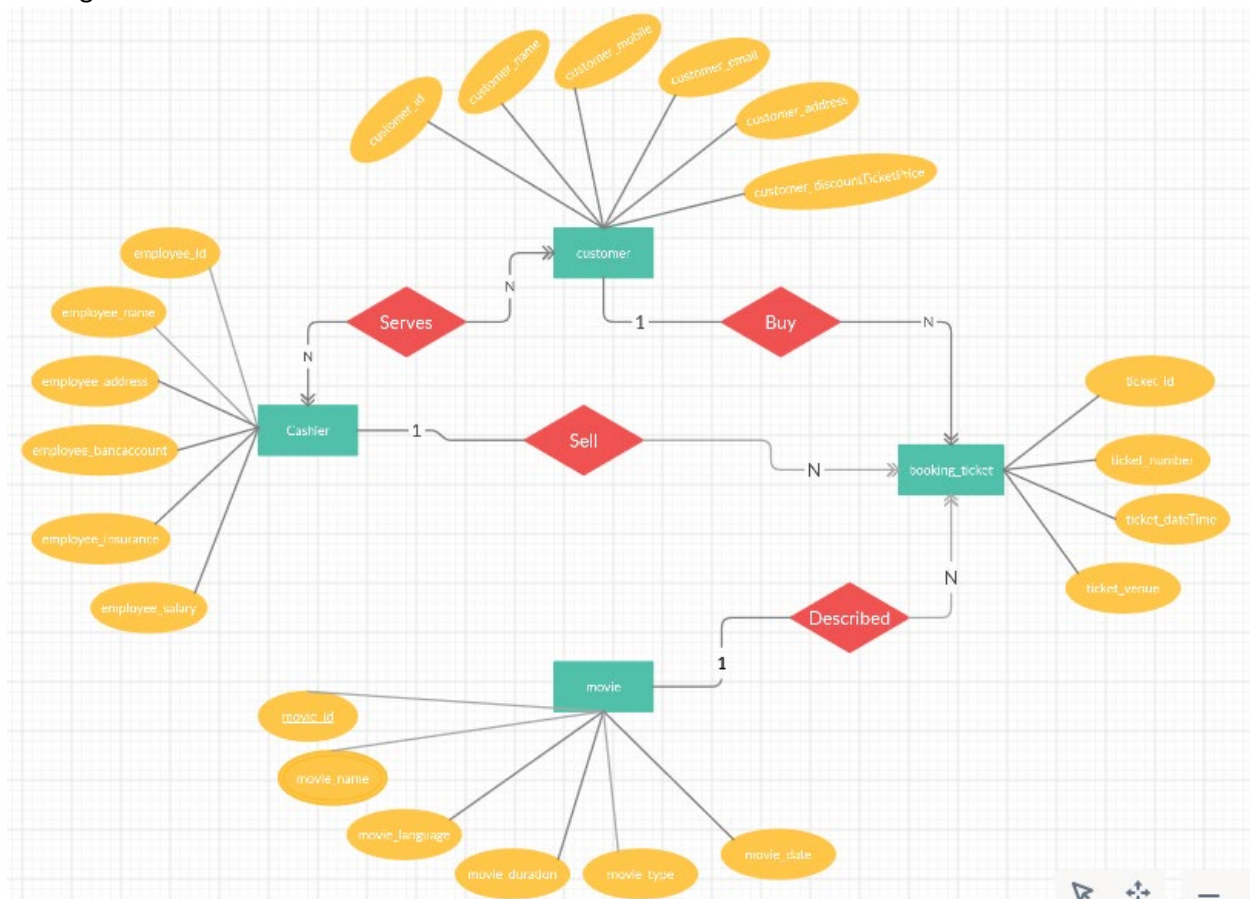 customer_id
customer_name
customer_mobile
customer_email
customer_address
customer_discountTicketPrice
customer
employee_id
employee_name
employee_address
employee_bancaccount
employee_insurance
employee_salary
Serves
N
N
Cashier
1
Buy
N
1
Sell
N
booking_ticket
ticket_id
ticket_number
ticket_dateTime
ticket_venue
N
Described
1
movie
movie_id
movie_name
movie_language
movie_duration
movie_type
movie_date